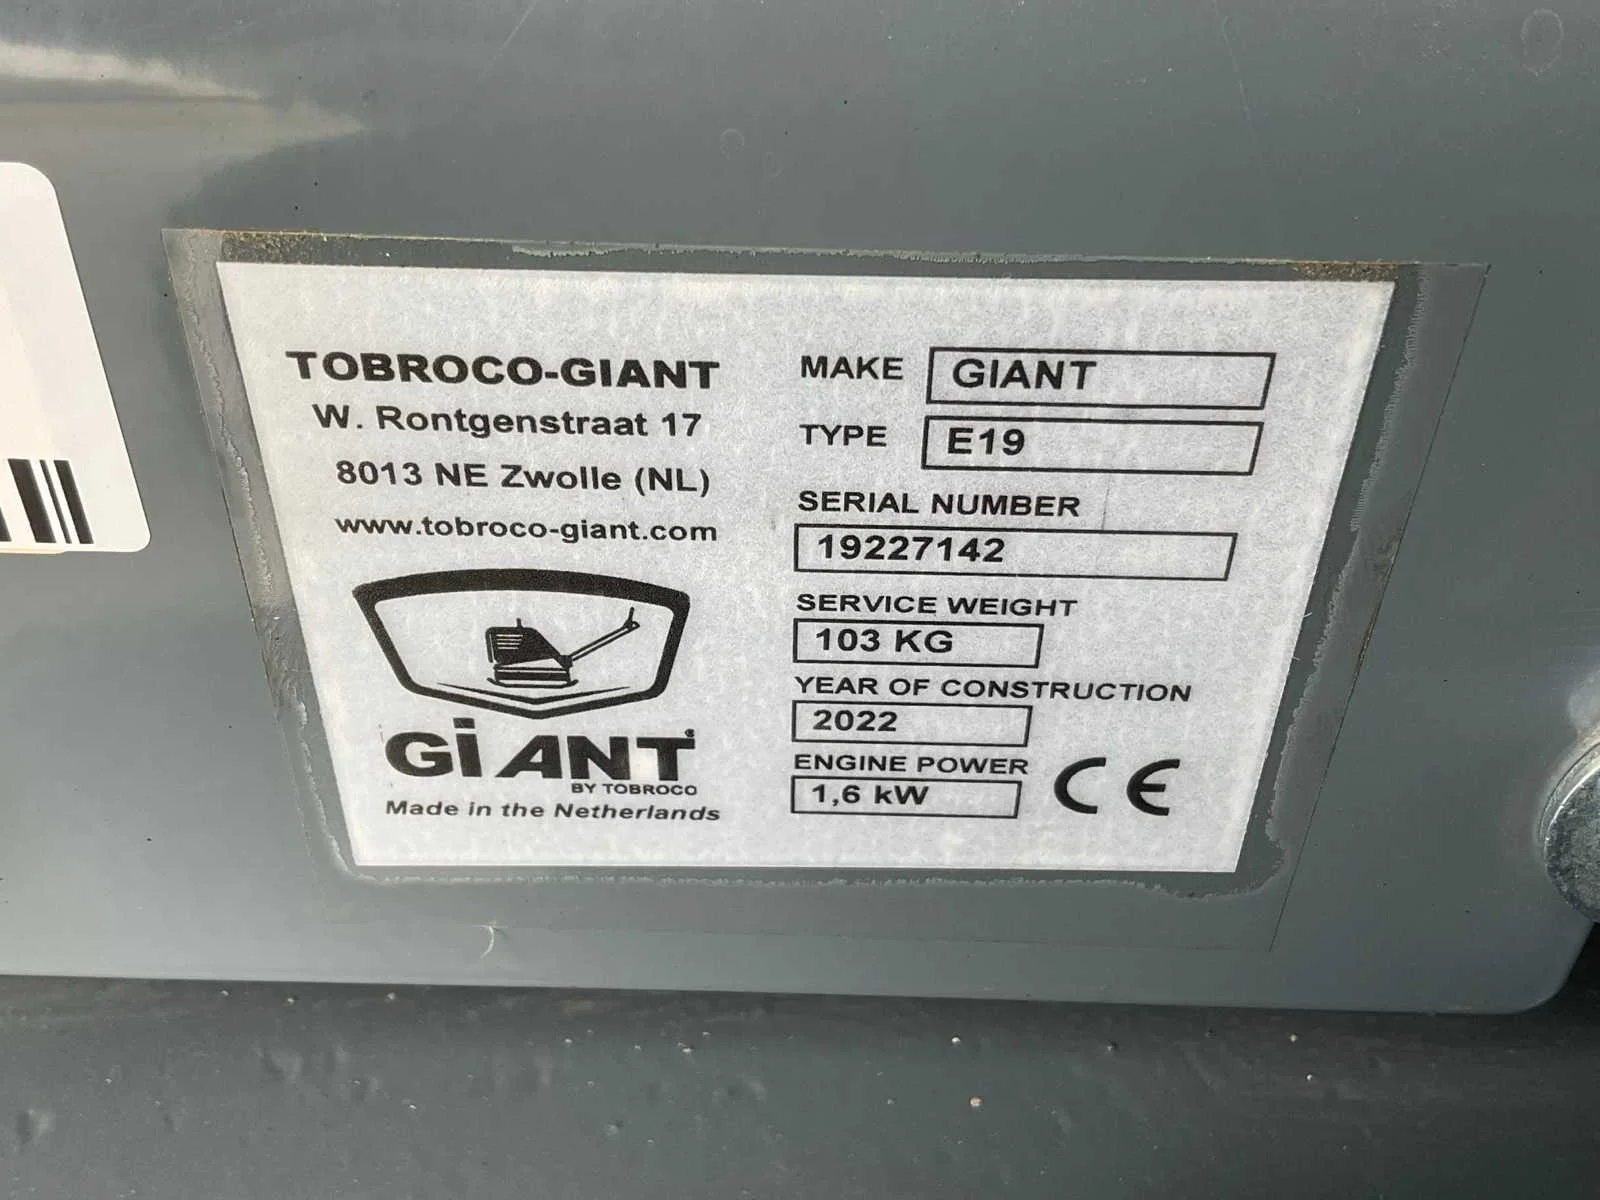 TOBROCO-GIANT
W. Rontgenstraat 17
8013 NE Zwolle (NL)
www.tobroco-giant.com
GiANT
BY TOBROCO
Made in the Netherlands
MAKE GIANT
TYPE E19
SERIAL NUMBER
19227142
SERVICE WEIGHT
103 KG
YEAR OF CONSTRUCTION
2022
ENGINE POWER
1,6 kW
CE